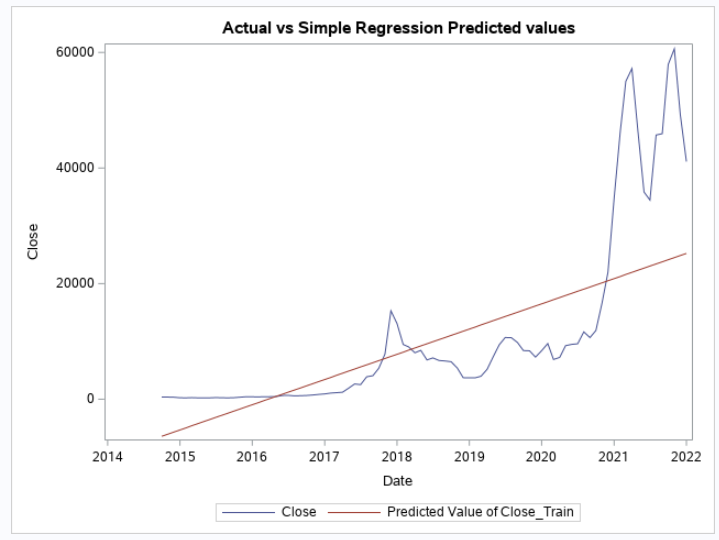 Actual vs Simple Regression Predicted values
60000
40000
20000
0
Close
2014 2015 2016 2017 2018 2019 2020 2021 2022
Date
Close Predicted Value of Close_Train